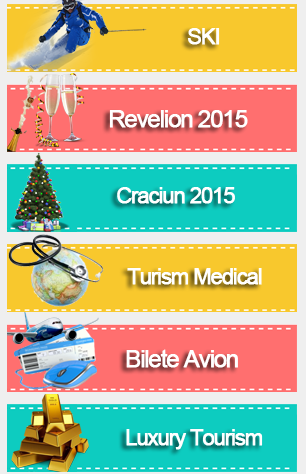 SKI
Revelion 2015
Craciun 2015
Turism Medical
Bilete Avion
Luxury Tourism